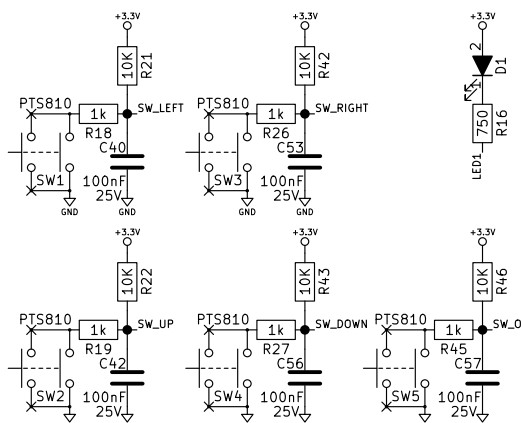 +3.3V
10K R21
PTS810 1k SW_LEFT
R18
C40
SW1 100nF
25V
GND GND
+3.3V
10K R42
PTS810 1k SW_RIGHT
R26
C53
SW3 100nF
25V
GND GND
+3.3V
2 D1
1
750 R16
LED1
+3.3V
10K R22
PTS810 1k SW_UP
R19
C42
SW2 100nF
25V
+3.3V
10K R43
PTS810 1k SW_DOWN
R27
C56
SW4 100nF
25V
+3.3V
10K R46
PTS810 1k SW_O
R45
C57
SW5 100nF
25V